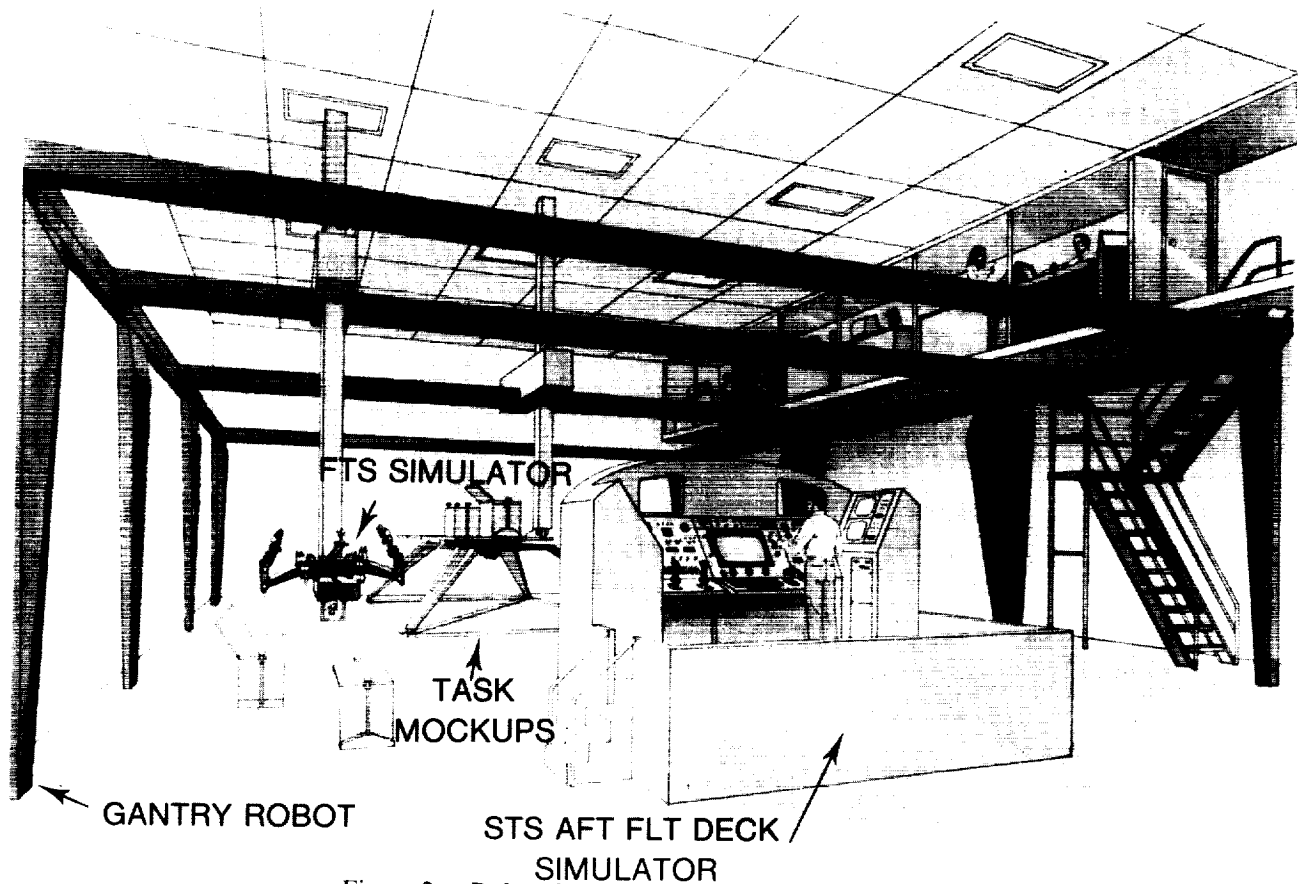 FTS SIMULATOR
TASK
MOCKUPS
GANTRY ROBOT
STS AFT FLT DECK
SIMULATOR